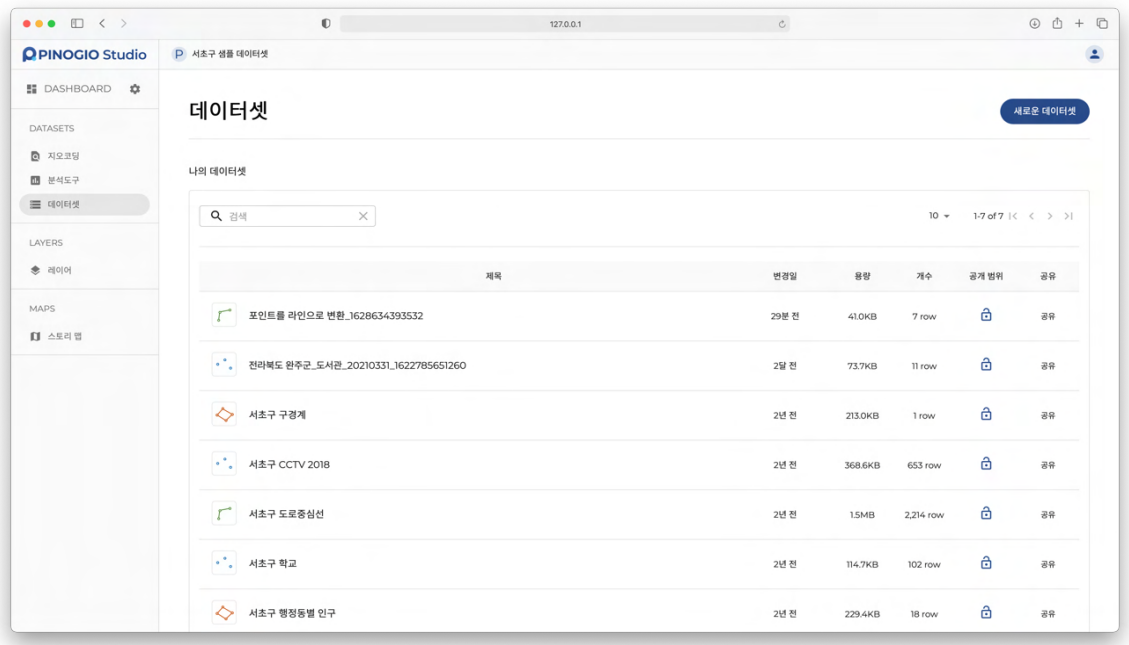 127.0.0.1
PINOGIO Studio
P 서초구 샘플 데이터셋
DASHBOARD
DATASETS
지오코딩
분석도구
데이터셋
LAYERS
레이어
MAPS
스토리 맵
데이터셋
새로운 데이터셋
나의 데이터셋
검색
10
1-7 of 7
제목 변경일 용량 개수 공개 범위 공유
포인트를 라인으로 변환_1628634393532 29분 전 41.0KB 7 row 공유
전라북도 완주군_도서관_20210331_1622785651260 2달 전 73.7KB 11 row 공유
서초구 구경계 2년 전 213.0KB 1 row 공유
서초구 CCTV 2018 2년 전 368.6KB 653 row 공유
서초구 도로중심선 2년 전 1.5MB 2,214 row 공유
서초구 학교 2년 전 114.7KB 102 row 공유
서초구 행정동별 인구 2년 전 229.4KB 18 row 공유